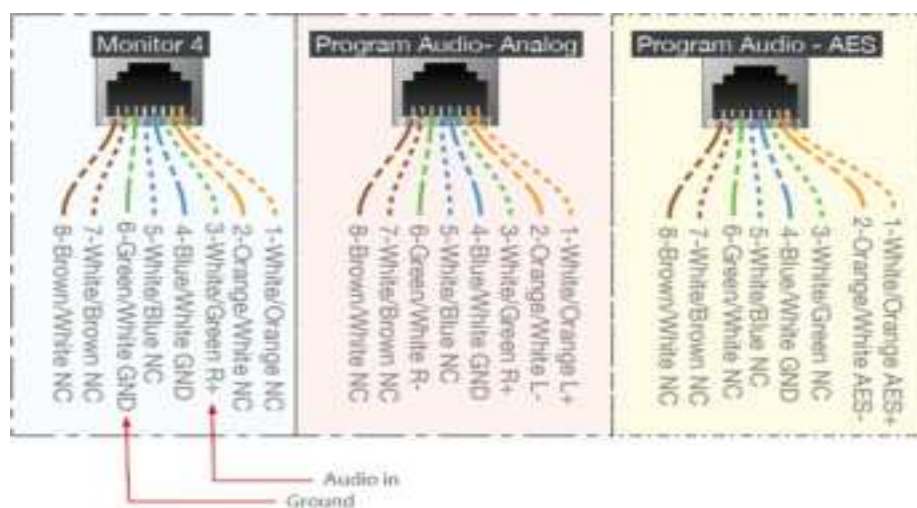 Monitor 4
8-Brown/White NC
7-White/Brown NC
6-Green/White GND
5-White/Blue NC
4-Blue/White GND
3-White/Green R+
2-Orange/White NC
1-White/Orange NC
Program Audio- Analog
8-Brown/White NC
7-White/Brown NC
6-Green/White R-
5-White/Blue NC
4-Blue/White GND
3-White/Green R+
2-Orange/White L-
1-White/Orange L+
Program Audio - AES
8-Brown/White NC
7-White/Brown NC
6-Green/White NC
5-White/Blue NC
4-Blue/White GND
3-White/Green NC
2-Orange/White AES-
1-White/Orange AES+
Audio in
Ground